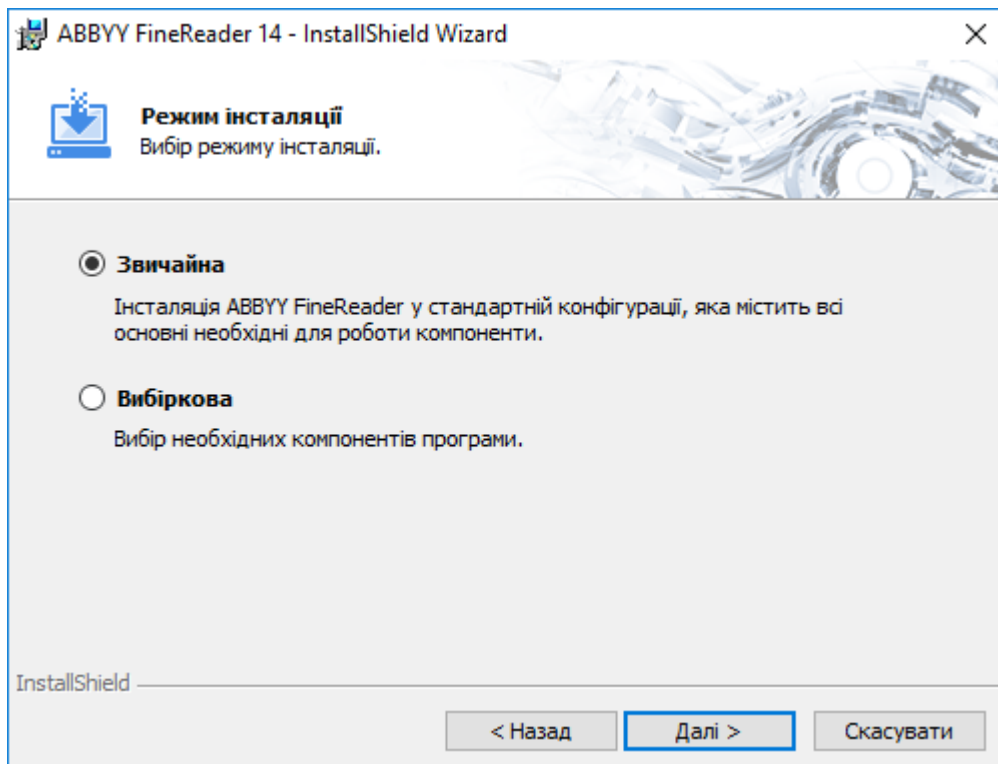 ABBYY FineReader 14 - InstallShield Wizard
Режим інсталяції
Вибір режиму інсталяції.
Звичайна
Інсталяція ABBYY FineReader у стандартній конфігурації, яка містить всі
основні необхідні для роботи компоненти.
Вибіркова
Вибір необхідних компонентів програми.
InstallShield
< Назад
Далі >
Скасувати